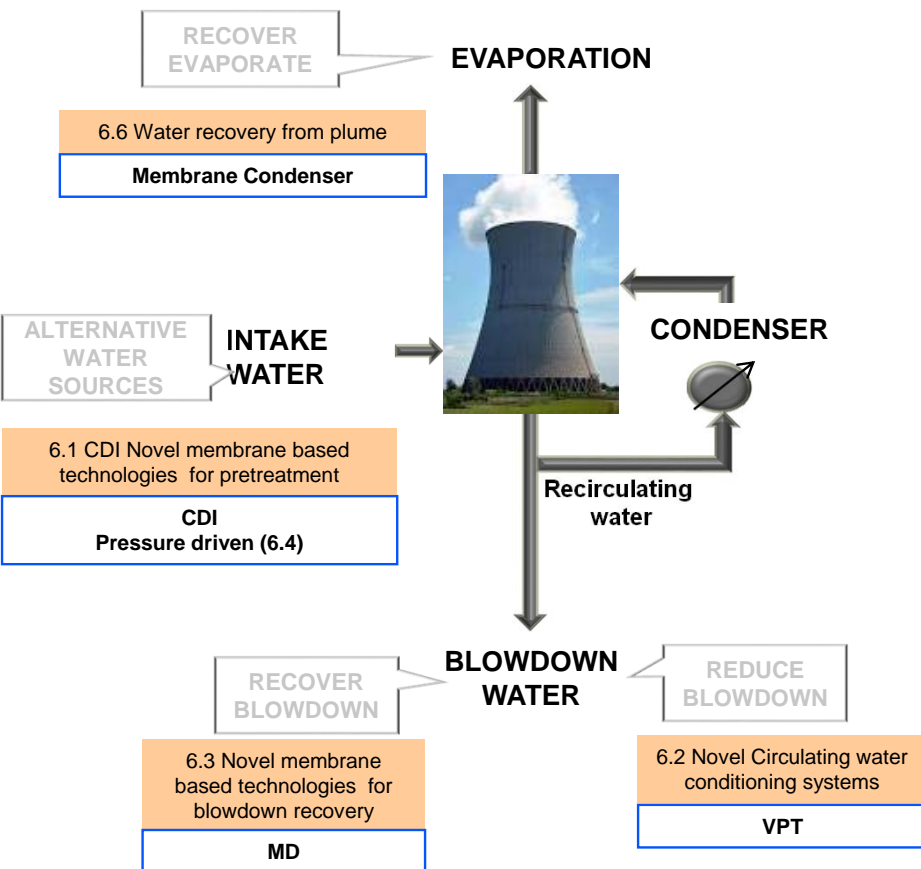 RECOVER
EVAPORATE
EVAPORATION
6.6 Water recovery from plume
Membrane Condenser
ALTERNATIVE
WATER
SOURCES
INTAKE
WATER
CONDENSER
6.1 CDI Novel membrane based
technologies for pretreatment
CDI
Pressure driven (6.4)
Recirculating
water
BLOWDOWN
WATER
RECOVER
BLOWDOWN
REDUCE
BLOWDOWN
6.3 Novel membrane
based technologies for
blowdown recovery
MD
6.2 Novel Circulating water
conditioning systems
VPT